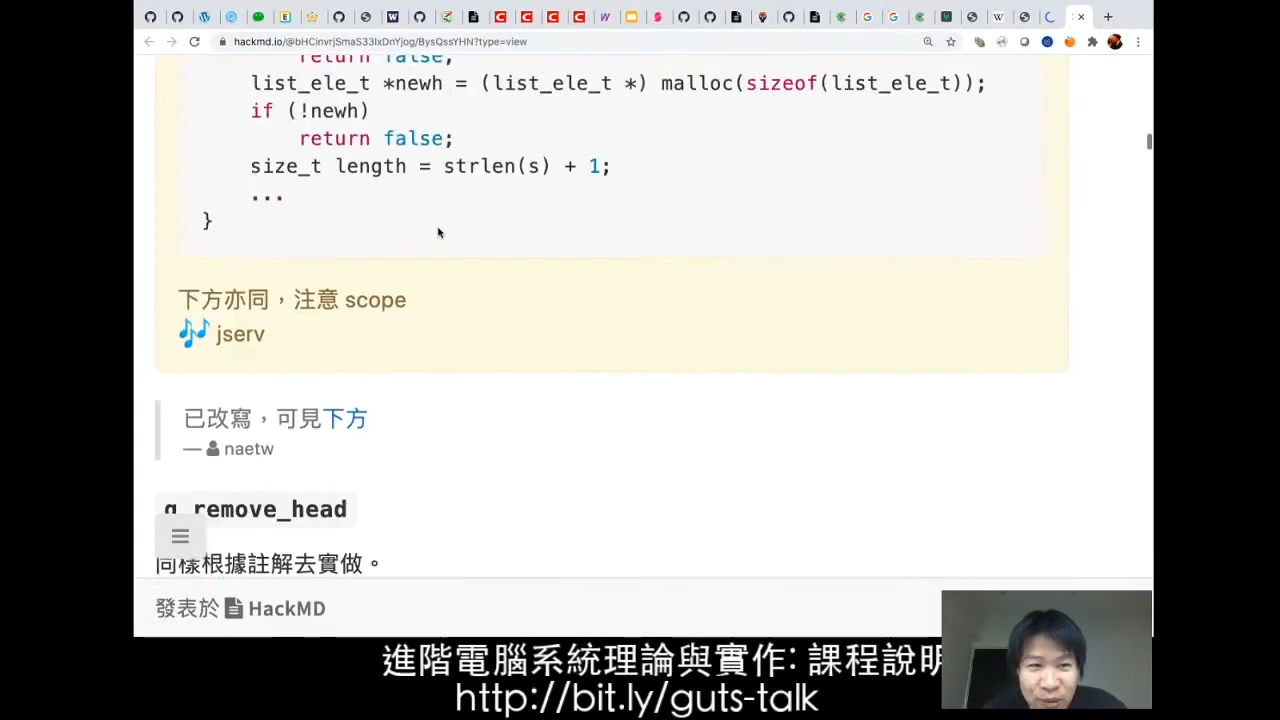 hackmd.io/@bHCinvrjSmaS33IxDnYjog/BysQssYHN?type=view
return false;
list_ele_t *newh = (list_ele_t *) malloc(sizeof(list_ele_t));
if (!newh)
return false;
size_t length = strlen(s) + 1;
...
}
下方亦同，注意 scope
🎶 jserv
已改寫，可見下方
— naetw
q_remove_head
同樣根據註解去實做。
發表於 HackMD
進階電腦系統理論與實作: 課程說明
http://bit.ly/guts-talk